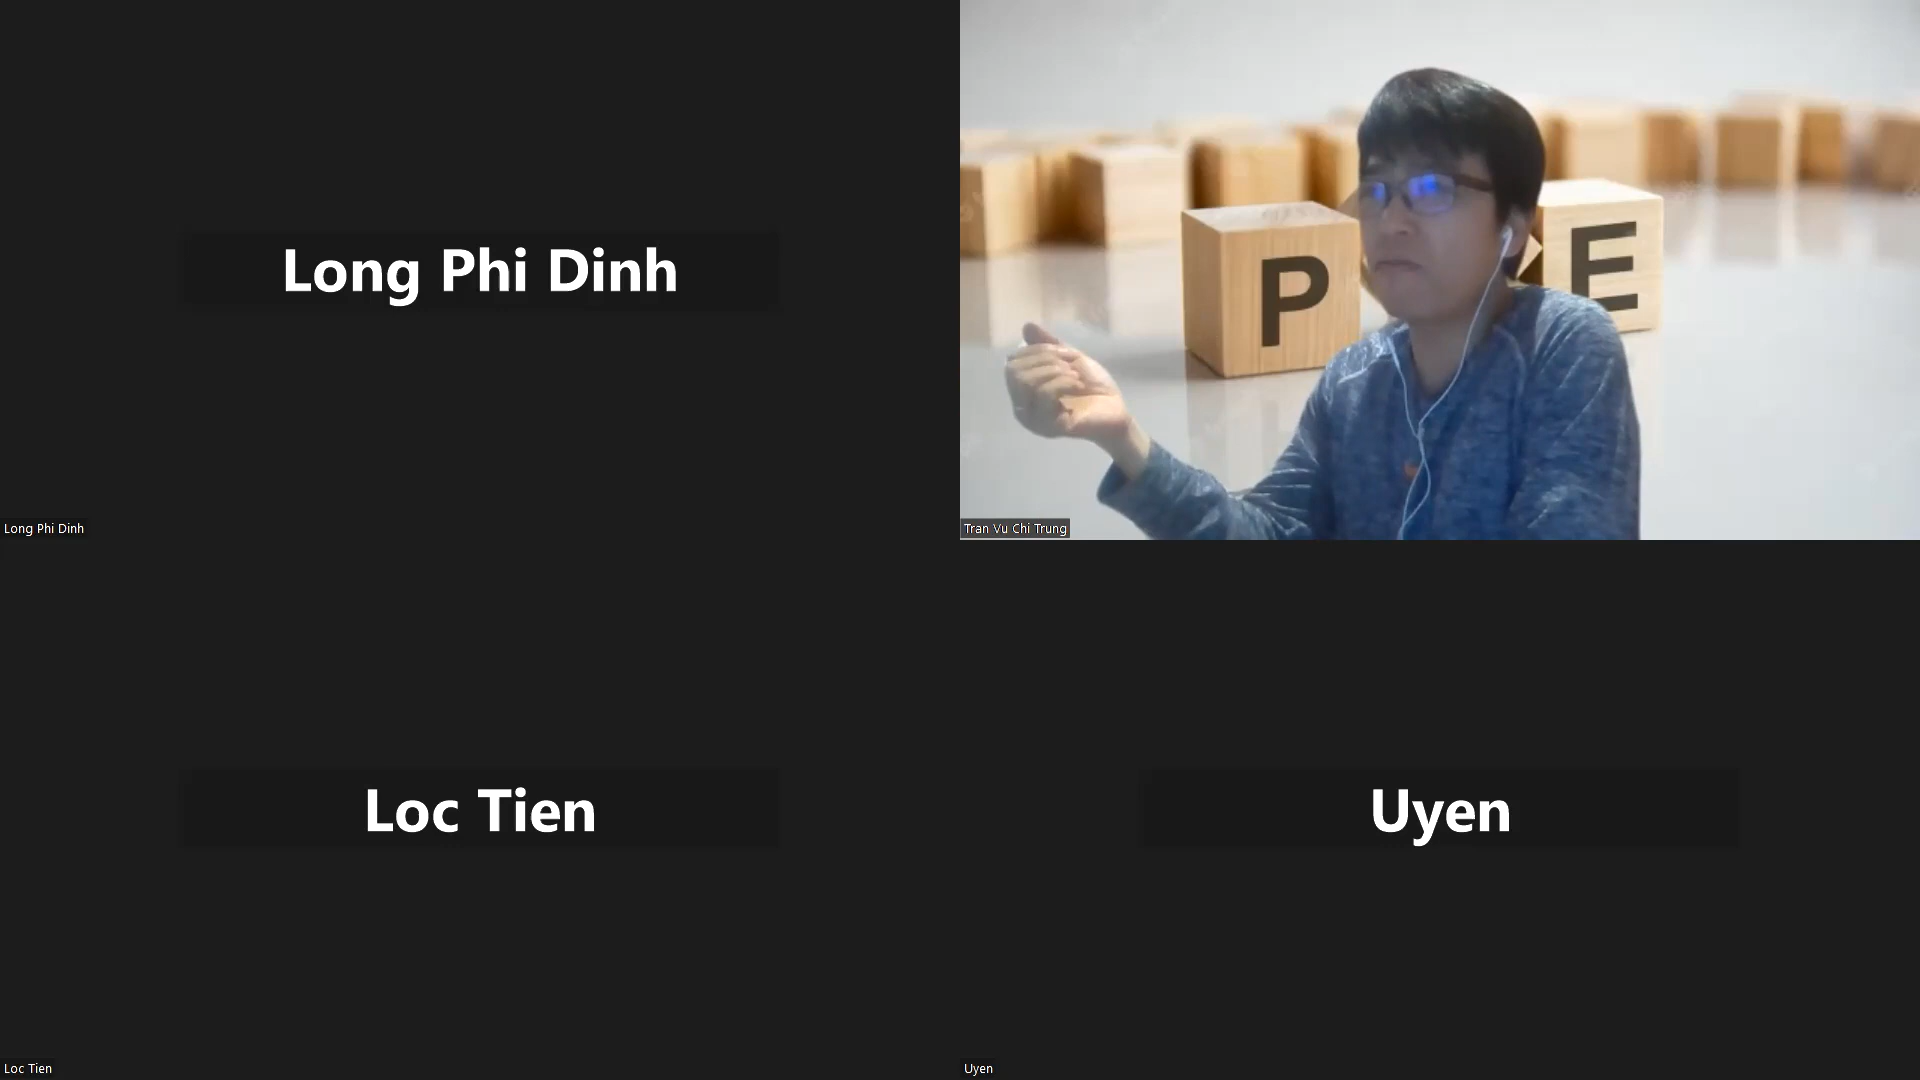 Long Phi Dinh
Long Phi Dinh
P E
Tran Vu Chi Trung
Loc Tien
Loc Tien
Uyen
Uyen